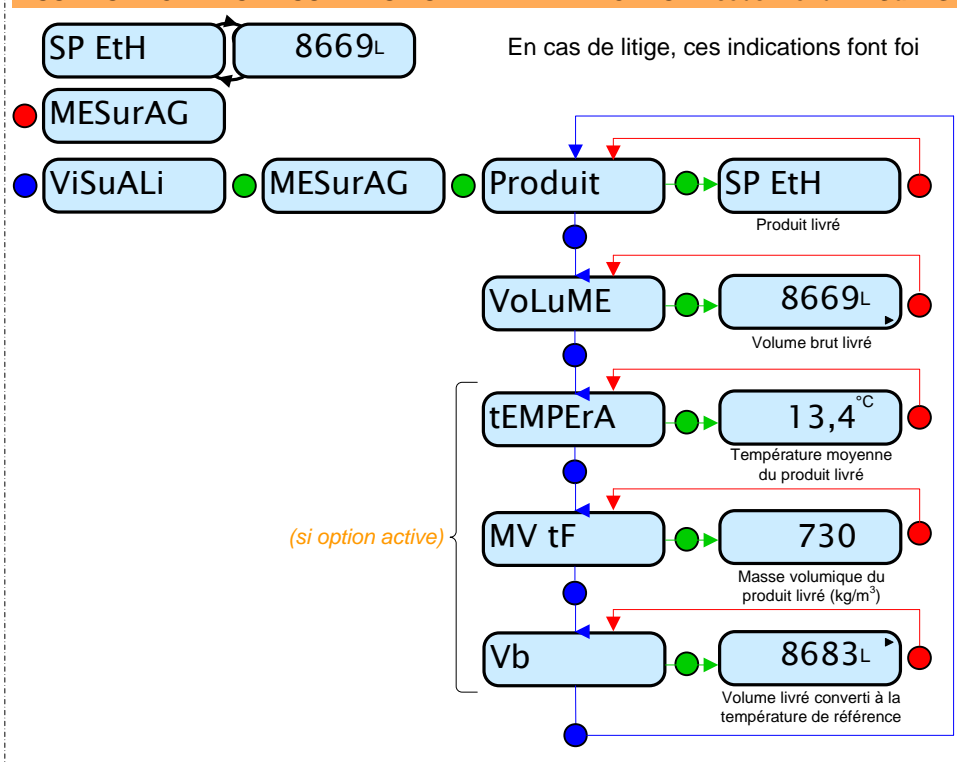 SP EtH
8669L
En cas de litige, ces indications font foi
MESurAG
ViSuALi
MESurAG
Produit
SP EtH
Produit livré
VoLuME
8669L
Volume brut livré
tEMPErA
13,4°C
Température moyenne
du produit livré
(si option active)
MV tF
730
Masse volumique du
produit livré (kg/m³)
Vb
8683L
Volume livré converti à la
température de référence